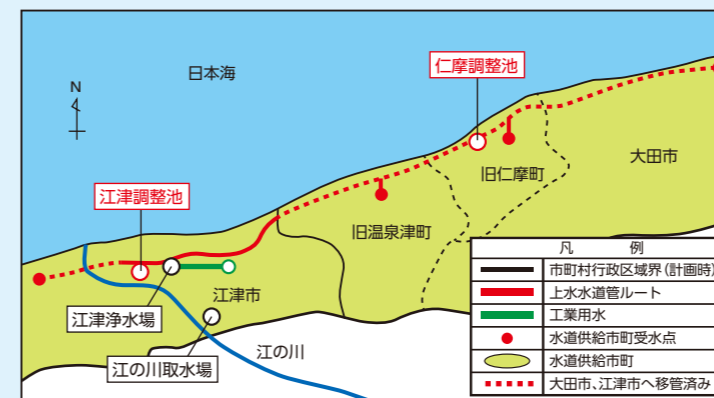 日本海
仁摩調整池
N
大田市
旧仁摩町
江津調整池
旧温泉津町
江津市
江津浄水場
江の川取水場
江の川
凡 例
市町村行政区域界(計画時)
上水水道管ルート
工業用水
水道供給市町受水点
水道供給市町
大田市、江津市へ移管済み